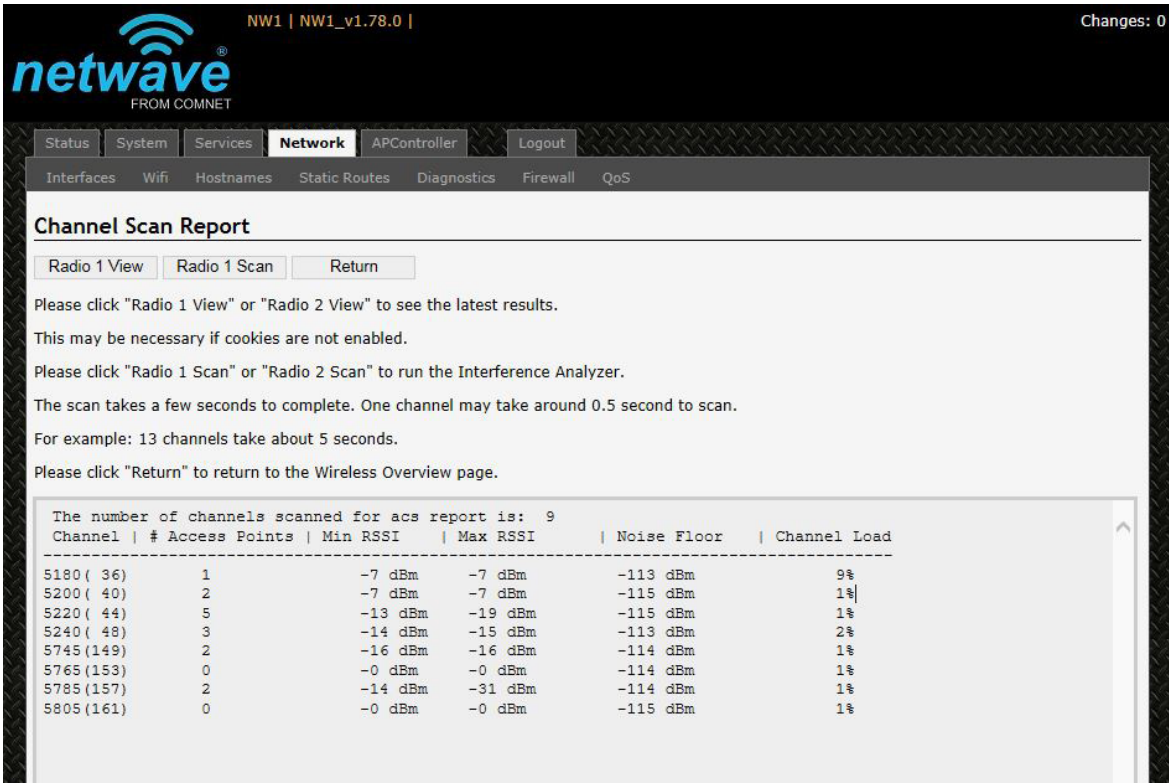 NW1 | NW1_v1.78.0 |
Changes: 0
netwave®
FROM COMNET
Status System Services Network APController Logout
Interfaces Wifi Hostnames Static Routes Diagnostics Firewall QoS
Channel Scan Report
Radio 1 View Radio 1 Scan Return
Please click "Radio 1 View" or "Radio 2 View" to see the latest results.
This may be necessary if cookies are not enabled.
Please click "Radio 1 Scan" or "Radio 2 Scan" to run the Interference Analyzer.
The scan takes a few seconds to complete. One channel may take around 0.5 second to scan.
For example: 13 channels take about 5 seconds.
Please click "Return" to return to the Wireless Overview page.
The number of channels scanned for acs report is: 9
Channel | # Access Points | Min RSSI | Max RSSI | Noise Floor | Channel Load
----------------------------------------------------------------------------------------------
5180( 36) 1 -7 dBm -7 dBm -113 dBm 9%
5200( 40) 2 -7 dBm -7 dBm -115 dBm 1%
5220( 44) 5 -13 dBm -19 dBm -115 dBm 1%
5240( 48) 3 -14 dBm -15 dBm -113 dBm 2%
5745(149) 2 -16 dBm -16 dBm -114 dBm 1%
5765(153) 0 -0 dBm -0 dBm -114 dBm 1%
5785(157) 2 -14 dBm -31 dBm -114 dBm 1%
5805(161) 0 -0 dBm -0 dBm -115 dBm 1%